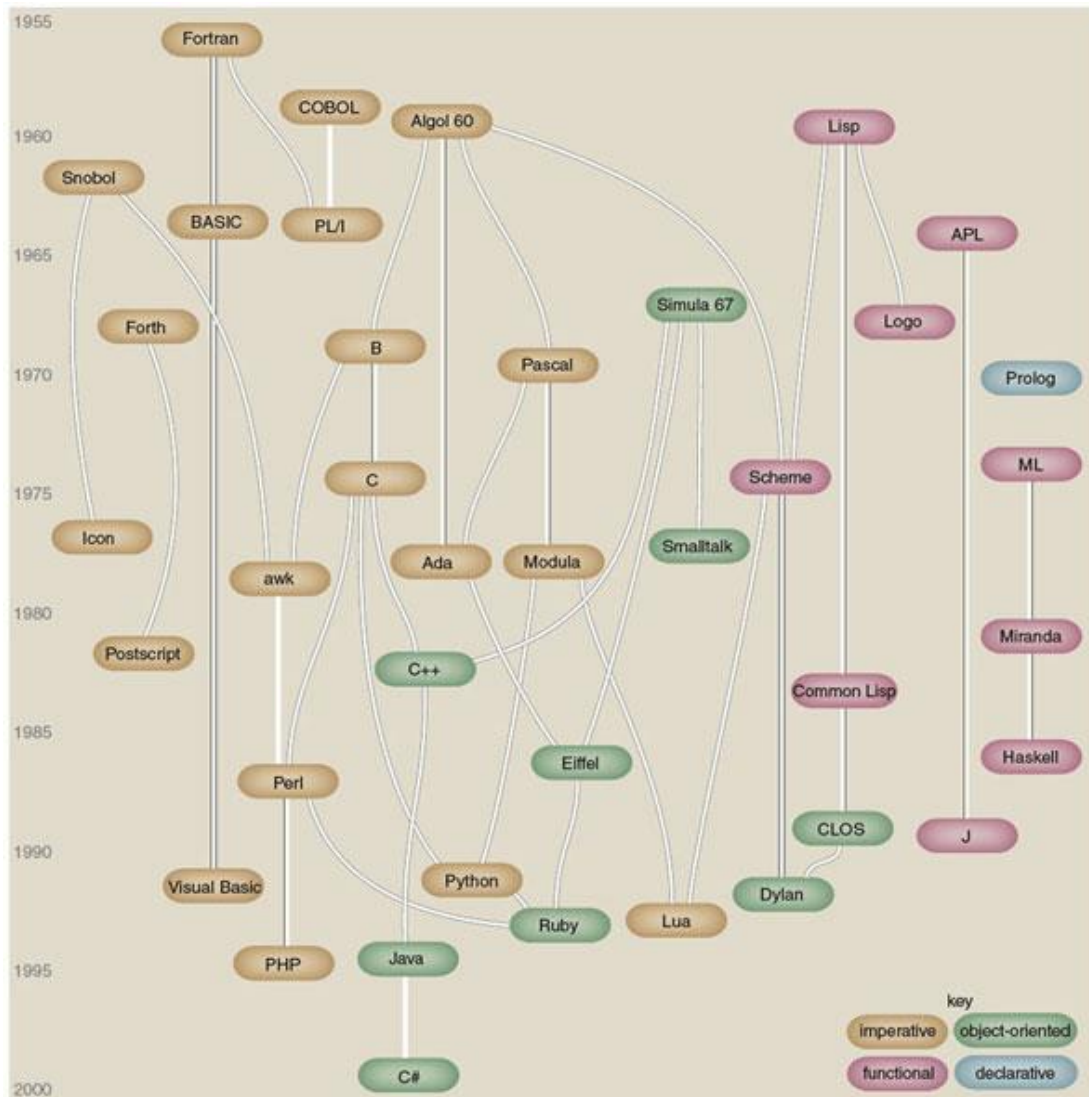 1955
Fortran
COBOL
Algol 60
Lisp
1960
Snobol
BASIC
PL/I
APL
1965
Simula 67
Forth
Logo
B
Pascal
1970
Prolog
C
Scheme
ML
1975
Icon
Smalltalk
awk
Ada
Modula
1980
Postscript
Miranda
C++
Common Lisp
1985
Eiffel
Haskell
Perl
CLOS
J
1990
Visual Basic
Python
Dylan
Ruby
Lua
PHP
Java
1995
key
imperative
object-oriented
C#
functional
declarative
2000